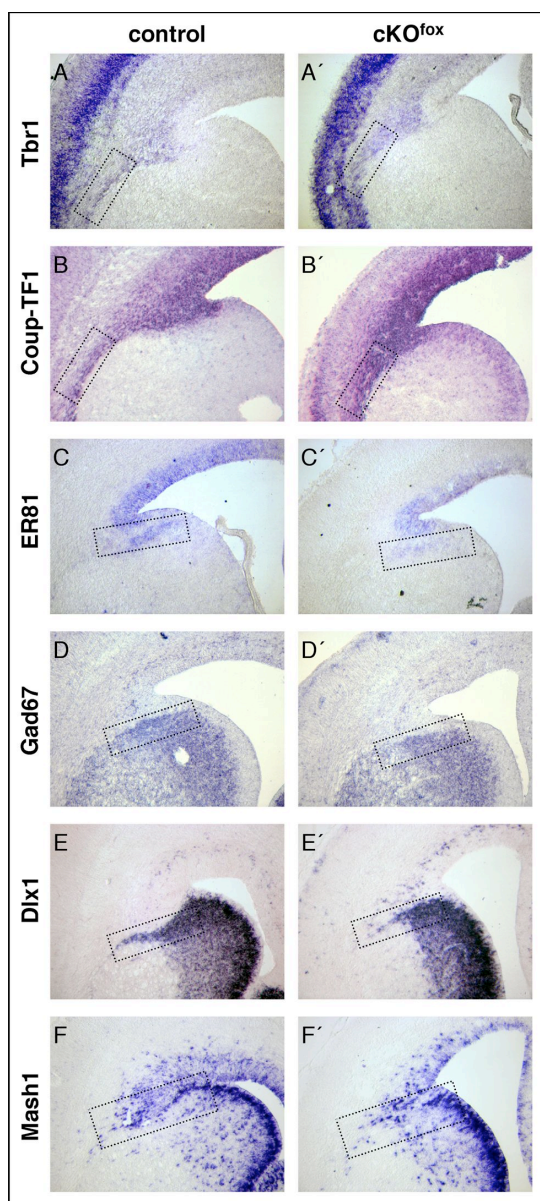 control cKOfox
Tbr1 A A´
Coup-TF1 B B´
ER81 C C´
Gad67 D D´
Dlx1 E E´
Mash1 F F´